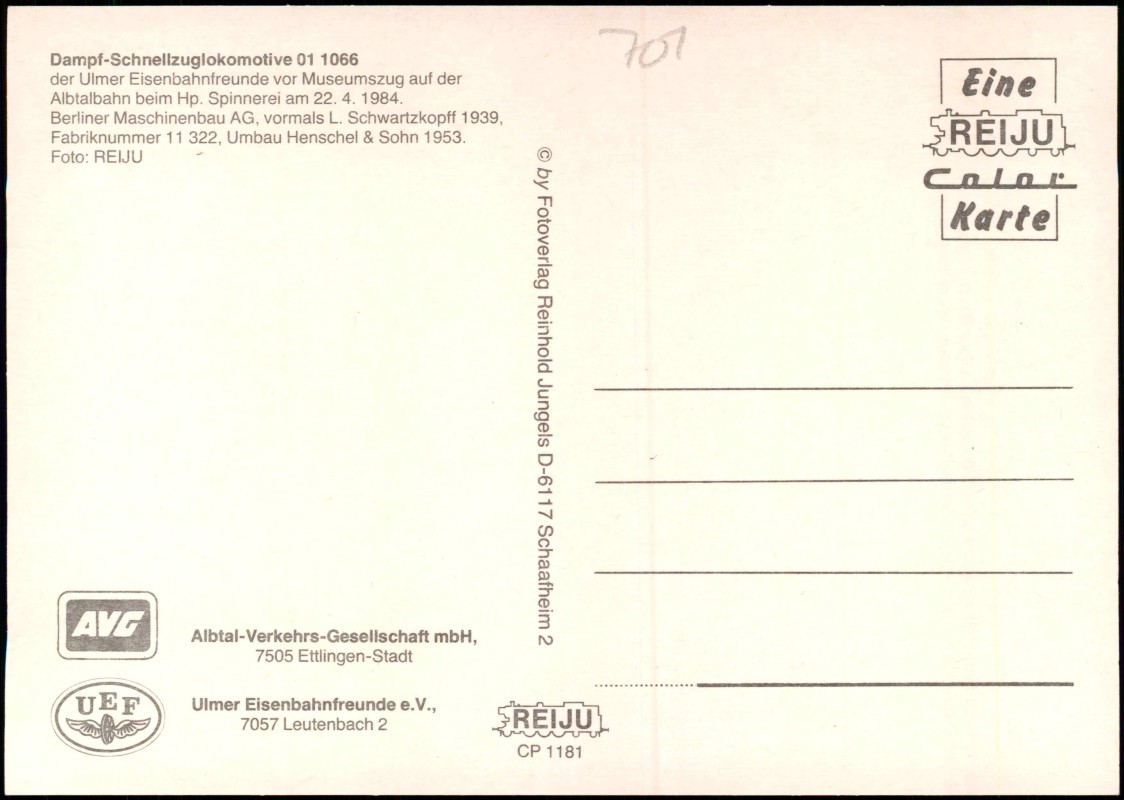 Dampf-Schnellzuglokomotive 01 1066
der Ulmer Eisenbahnfreunde vor Museumszug auf der
Albtalbahn beim Hp. Spinnerei am 22. 4. 1984.
Berliner Maschinenbau AG, vormals L. Schwartzkopff 1939,
Fabriknummer 11 322, Umbau Henschel & Sohn 1953.
Foto: REIJU
701
Eine
REIJU
Color
Karte
© by Fotoverlag Reinhold Jungels D-6117 Schaafheim 2
AVG
Albtal-Verkehrs-Gesellschaft mbH,
7505 Ettlingen-Stadt
UEF
Ulmer Eisenbahnfreunde e.V.,
7057 Leutenbach 2
REIJU
CP 1181